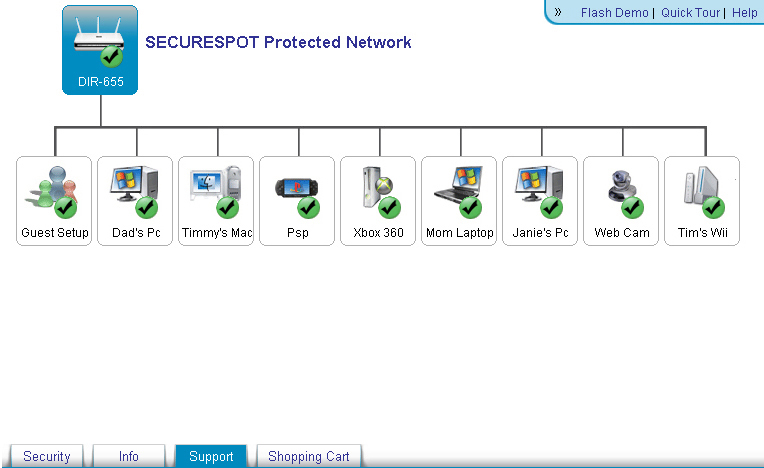 » Flash Demo | Quick Tour | Help
SECURESPOT Protected Network
DIR-655
Guest Setup
Dad's Pc
Timmy's Mac
Psp
Xbox 360
Mom Laptop
Janie's Pc
Web Cam
Tim's Wii
Security
Info
Support
Shopping Cart